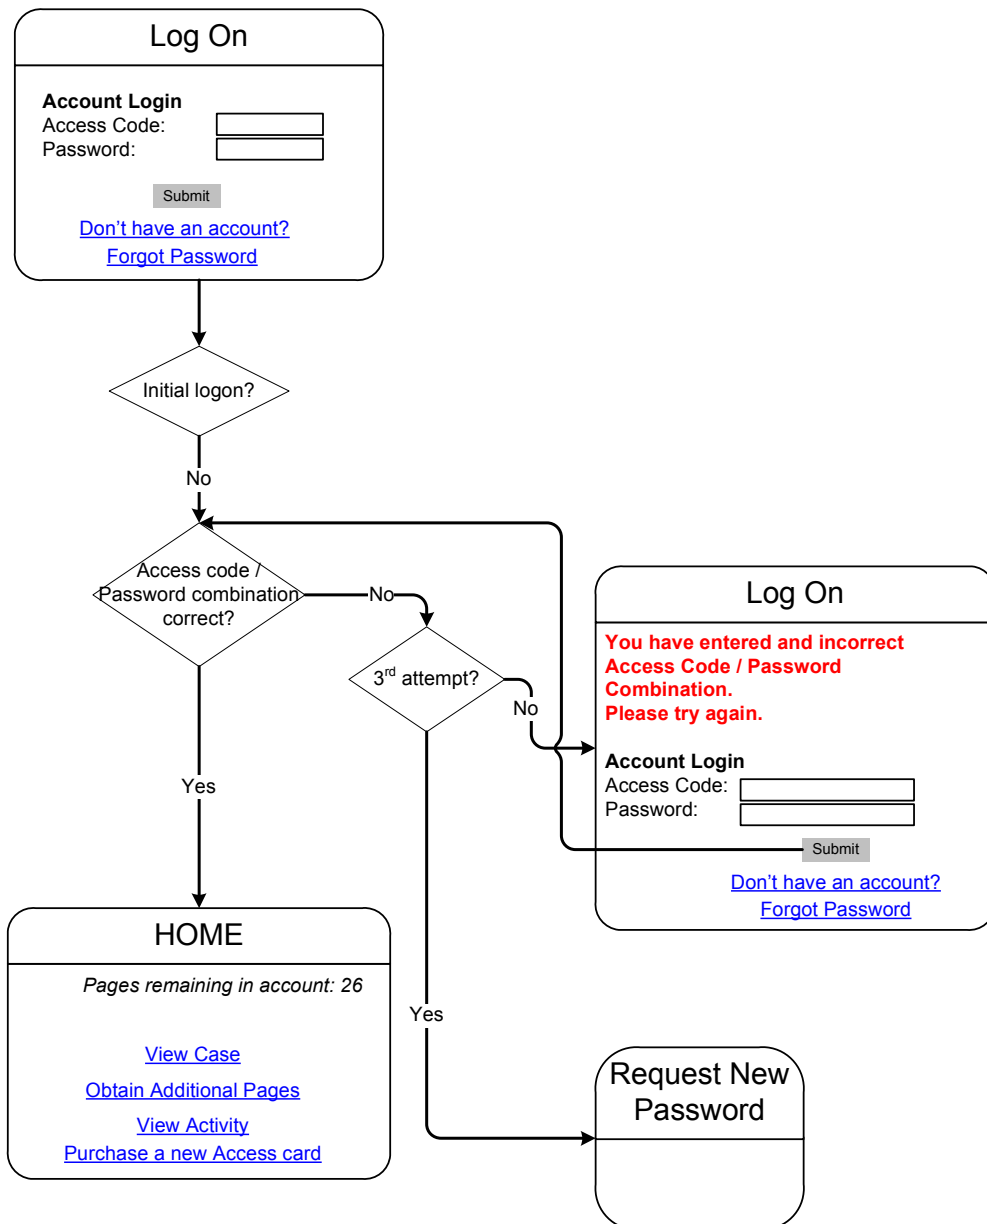 Log On
Account Login
Access Code:
Password:
Submit
Don't have an account?
Forgot Password
Initial logon?
No
Access code /
Password combination
correct?
No
3rd attempt?
No
Yes
Log On
You have entered and incorrect
Access Code / Password
Combination.
Please try again.
Account Login
Access Code:
Password:
Submit
Don't have an account?
Forgot Password
HOME
Pages remaining in account: 26
View Case
Obtain Additional Pages
View Activity
Purchase a new Access card
Yes
Request New
Password